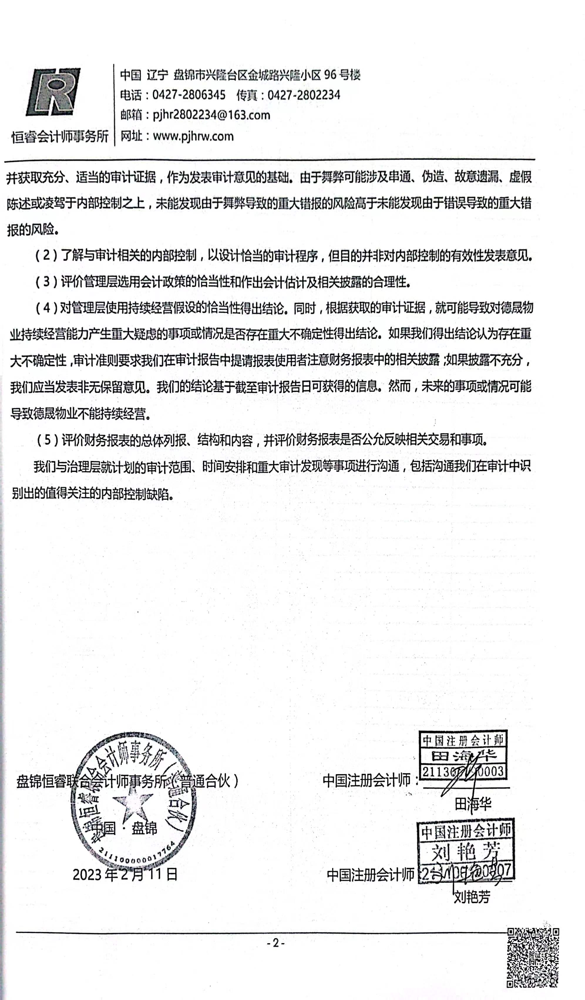 恒睿会计师事务所
中国 辽宁 盘锦市兴隆台区金城路兴隆小区 96 号楼
电话：0427-2806345 传真：0427-2802234
邮箱：pjhr2802234@163.com
网址：www.pjhrw.com
并获取充分、适当的审计证据，作为发表审计意见的基础。由于舞弊可能涉及串通、伪造、故意遗漏、虚假
陈述或凌驾于内部控制之上，未能发现由于舞弊导致的重大错报的风险高于未能发现由于错误导致的重大错
报的风险。
（2）了解与审计相关的内部控制，以设计恰当的审计程序，但目的并非对内部控制的有效性发表意见。
（3）评价管理层选用会计政策的恰当性和作出会计估计及相关披露的合理性。
（4）对管理层使用持续经营假设的恰当性得出结论。同时，根据获取的审计证据，就可能导致对德晟物
业持续经营能力产生重大疑虑的事项或情况是否存在重大不确定性得出结论。如果我们得出结论认为存在重
大不确定性，审计准则要求我们在审计报告中提请报表使用者注意财务报表中的相关披露；如果披露不充分，
我们应当发表非无保留意见。我们的结论基于截至审计报告日可获得的信息。然而，未来的事项或情况可能
导致德晟物业不能持续经营。
（5）评价财务报表的总体列报、结构和内容，并评价财务报表是否公允反映相关交易和事项。
我们与治理层就计划的审计范围、时间安排和重大审计发现等事项进行沟通，包括沟通我们在审计中识
别出的值得关注的内部控制缺陷。
盘锦恒睿联合会计师事务所（普通合伙）
盘锦恒睿联合会计师事务所（普通合伙）
2111000000017764
中国·盘锦
2023 年 2 月 11 日
中国注册会计师
田海华
中国注册会计师：
田海华
中国注册会计师
刘艳芳
中国注册会计师
刘艳芳
-2-
验证码